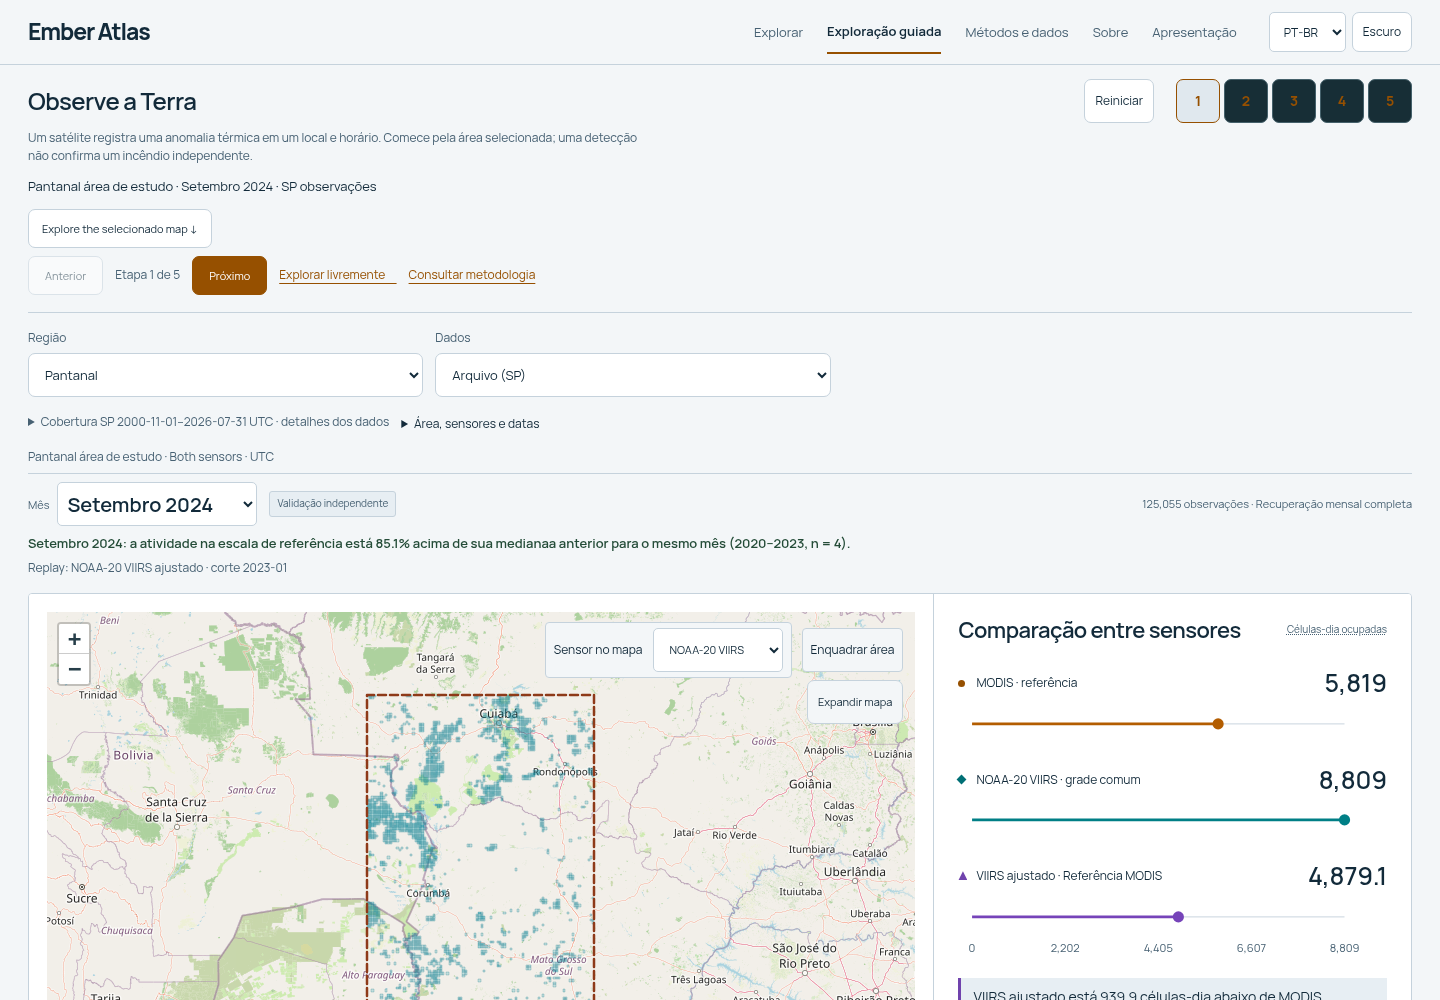 Ember Atlas
Explorar
Exploração guiada
Métodos e dados
Sobre
Apresentação
PT-BR
Escuro
Observe a Terra
Reiniciar
1
2
3
4
5
Um satélite registra uma anomalia térmica em um local e horário. Comece pela área selecionada; uma detecção
não confirma um incêndio independente.
Pantanal área de estudo · Setembro 2024 · SP observações
Explore the selecionado map ↓
Anterior
Etapa 1 de 5
Próximo
Explorar livremente
Consultar metodologia
Região
Dados
Pantanal
Arquivo (SP)
Cobertura SP 2000-11-01–2026-07-31 UTC · detalhes dos dados
Área, sensores e datas
Pantanal área de estudo · Both sensors · UTC
Mês
Setembro 2024
Validação independente
125,055 observações · Recuperação mensal completa
Setembro 2024: a atividade na escala de referência está 85.1% acima de sua medianaa anterior para o mesmo mês (2020–2023, n = 4).
Replay: NOAA-20 VIIRS ajustado · corte 2023-01
+
−
Sensor no mapa
NOAA-20 VIIRS
Enquadrar área
Expandir mapa
Beni
Trinidad
Tangará
da Serra
Cuiabá
Rondonópolis
Bolivia
Santa Cruz
Santa Cruz
de la Sierra
chabamba
Sucre
Potosí
Chuquisaca
Tarija
Alto Paraguay
Corumbá
Mato Grosso
do Sul
Goiás
Brasília
Anápolis
Luziânia
Goiânia
Caldas
Novas
Jataí
Rio Verde
Itumbiara
Catalão
Uberlândia
Ituiutaba
Uberaba
Ara
São José do
Rio Preto
Franca
Três Lagoas
Araçatuba
Ribeirão Preto
Comparação entre sensores
Células-dia ocupadas
MODIS · referência
5,819
NOAA-20 VIIRS · grade comum
8,809
VIIRS ajustado · Referência MODIS
4,879.1
0
2,202
4,405
6,607
8,809
VIIRS ajustado está 939.9 células-dia abaixo de MODIS